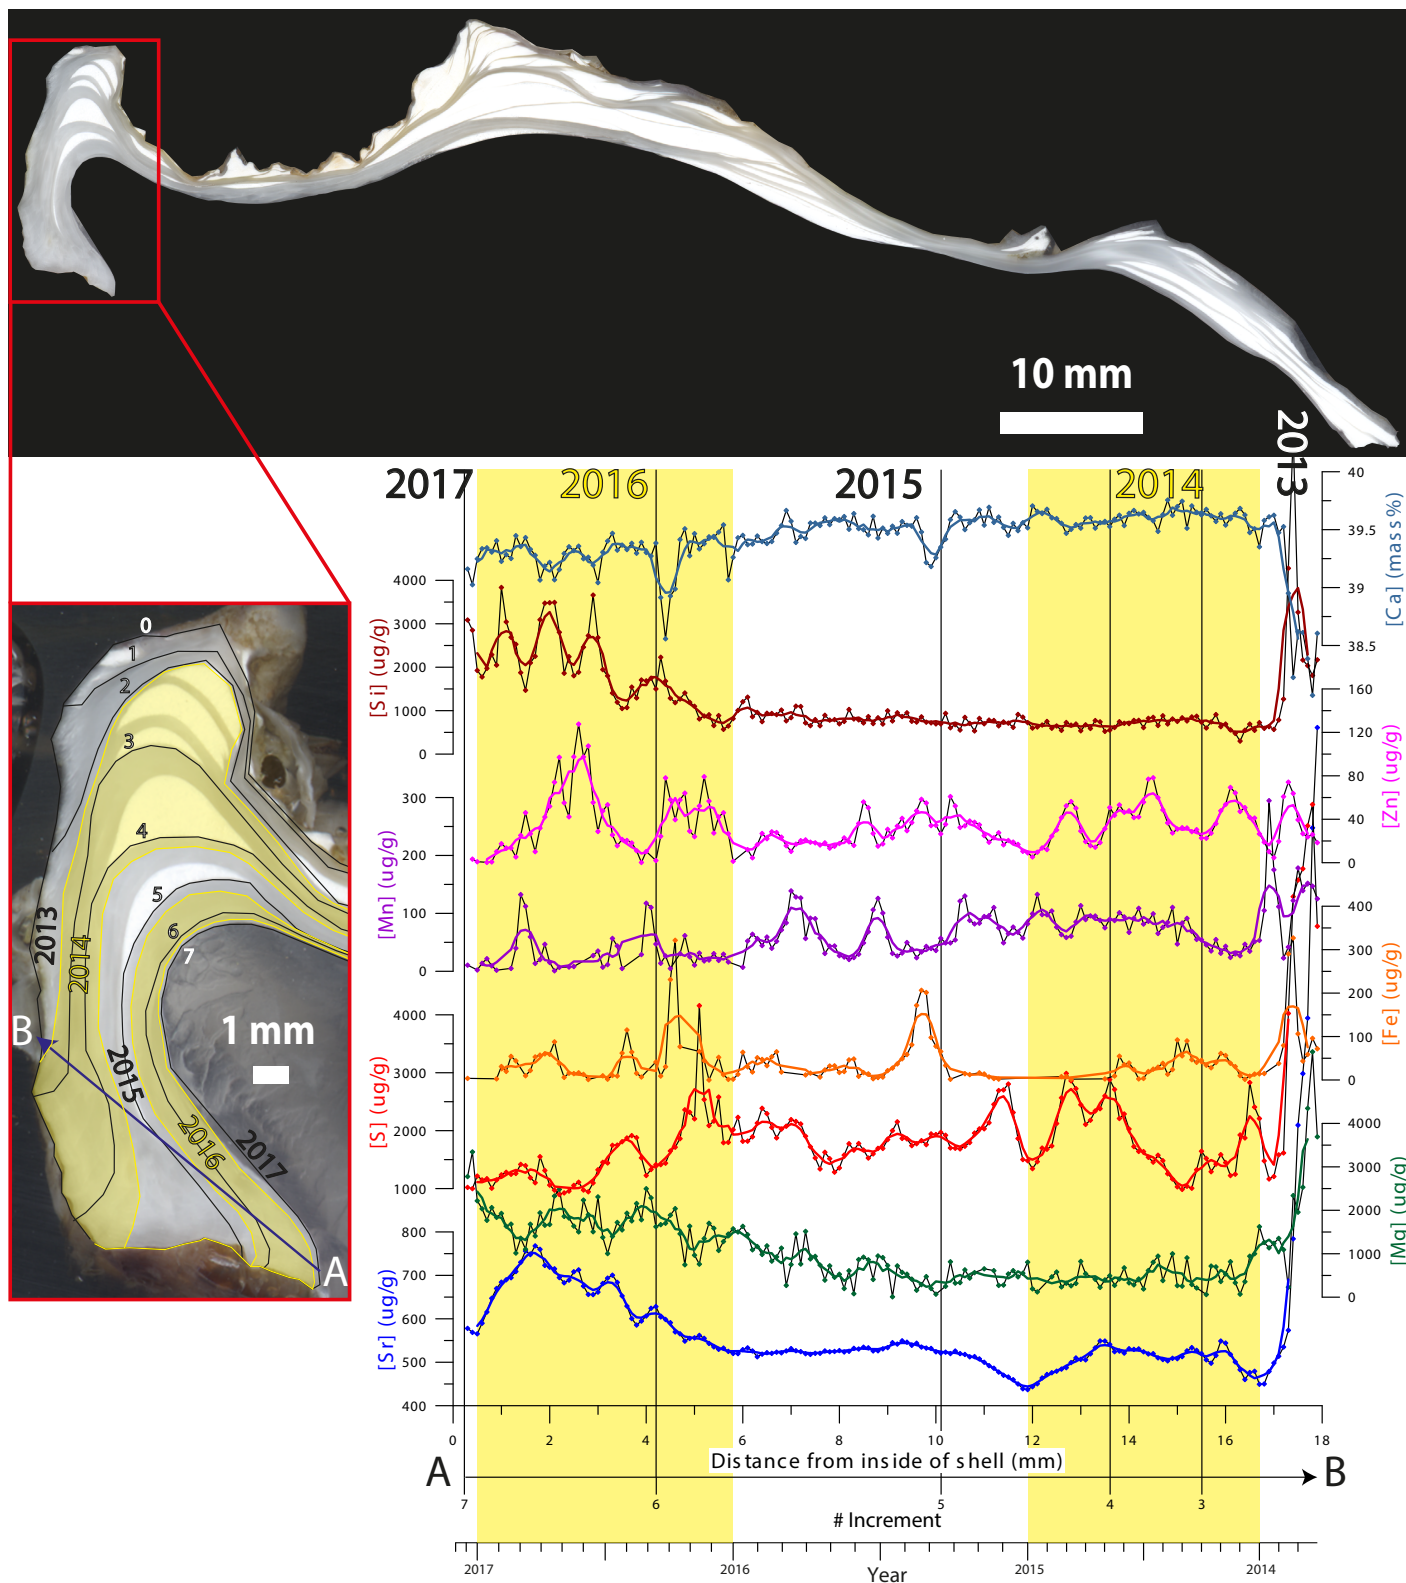 10 mm
2017
2016
2015
2014
2013
40
39.5
39
38.5
[Ca] (mass%)
4000
3000
2000
1000
0
[Si] (ug/g)
160
120
80
40
0
[Zn] (ug/g)
300
200
100
0
[Mn] (ug/g)
400
300
200
100
0
[Fe] (ug/g)
4000
3000
2000
1000
[S] (ug/g)
4000
3000
2000
1000
0
[Mg] (ug/g)
800
700
600
500
400
[Sr] (ug/g)
0
1
2
3
4
5
6
7
2013
2014
2015
2016
2017
1 mm
B
A
0 2 4 6 8 10 12 14 16 18
Distance from inside of shell (mm)
A
B
7 6 5 4 3
# Increment
2017 2016 2015 2014
Year